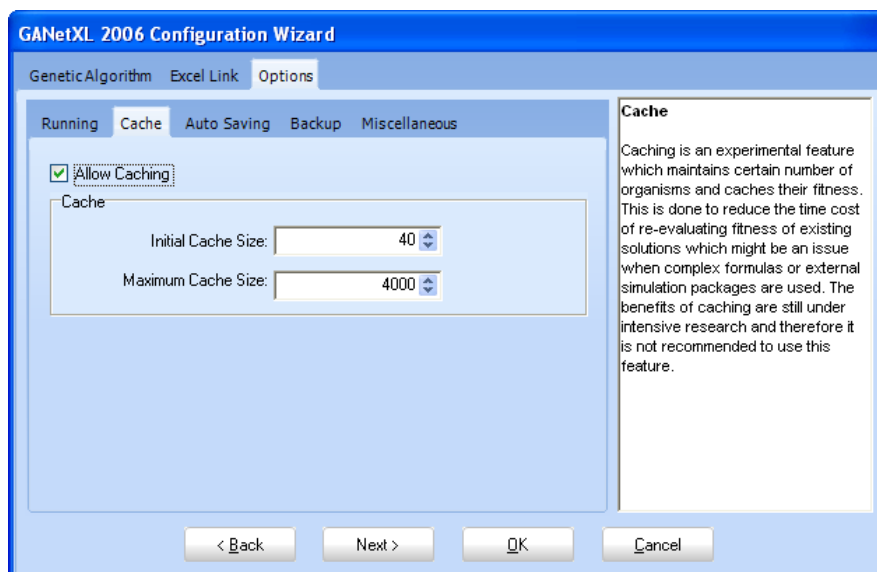 GANetXL 2006 Configuration Wizard
Genetic Algorithm Excel Link Options
Running Cache Auto Saving Backup Miscellaneous
Allow Caching
Cache
Initial Cache Size: 40
Maximum Cache Size: 4000
Cache
Caching is an experimental feature
which maintains certain number of
organisms and caches their fitness.
This is done to reduce the time cost
of re-evaluating fitness of existing
solutions which might be an issue
when complex formulas or external
simulation packages are used. The
benefits of caching are still under
intensive research and therefore it
is not recommended to use this
feature.
< Back Next > OK Cancel